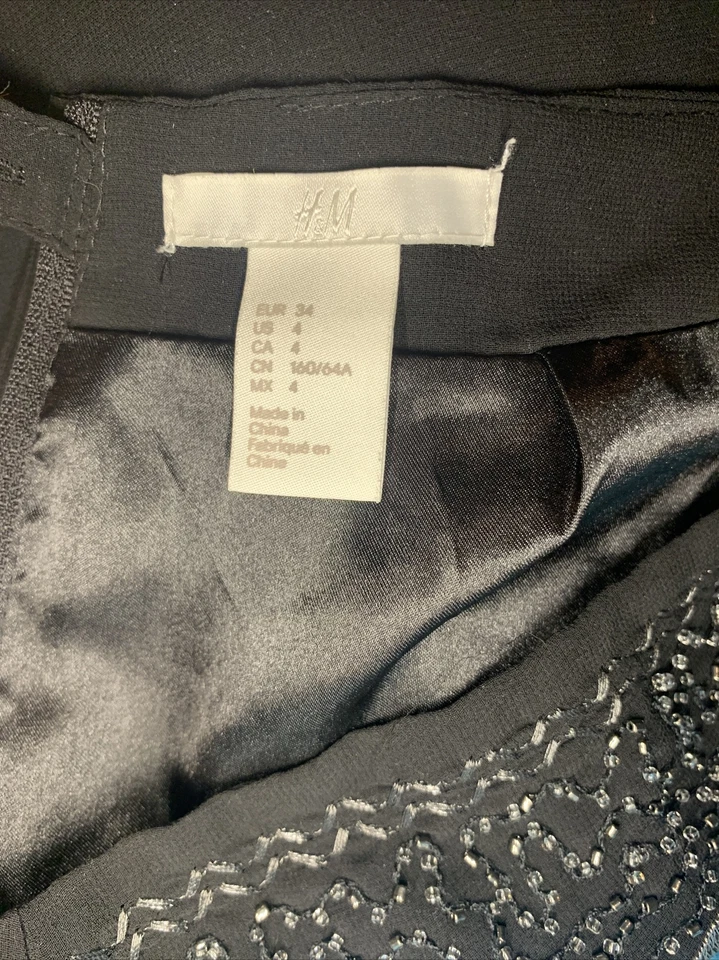 H&M
EUR 34
US 4
CA 4
CN 160/64A
MX 4
Made in
China
Fabriqué en
Chine